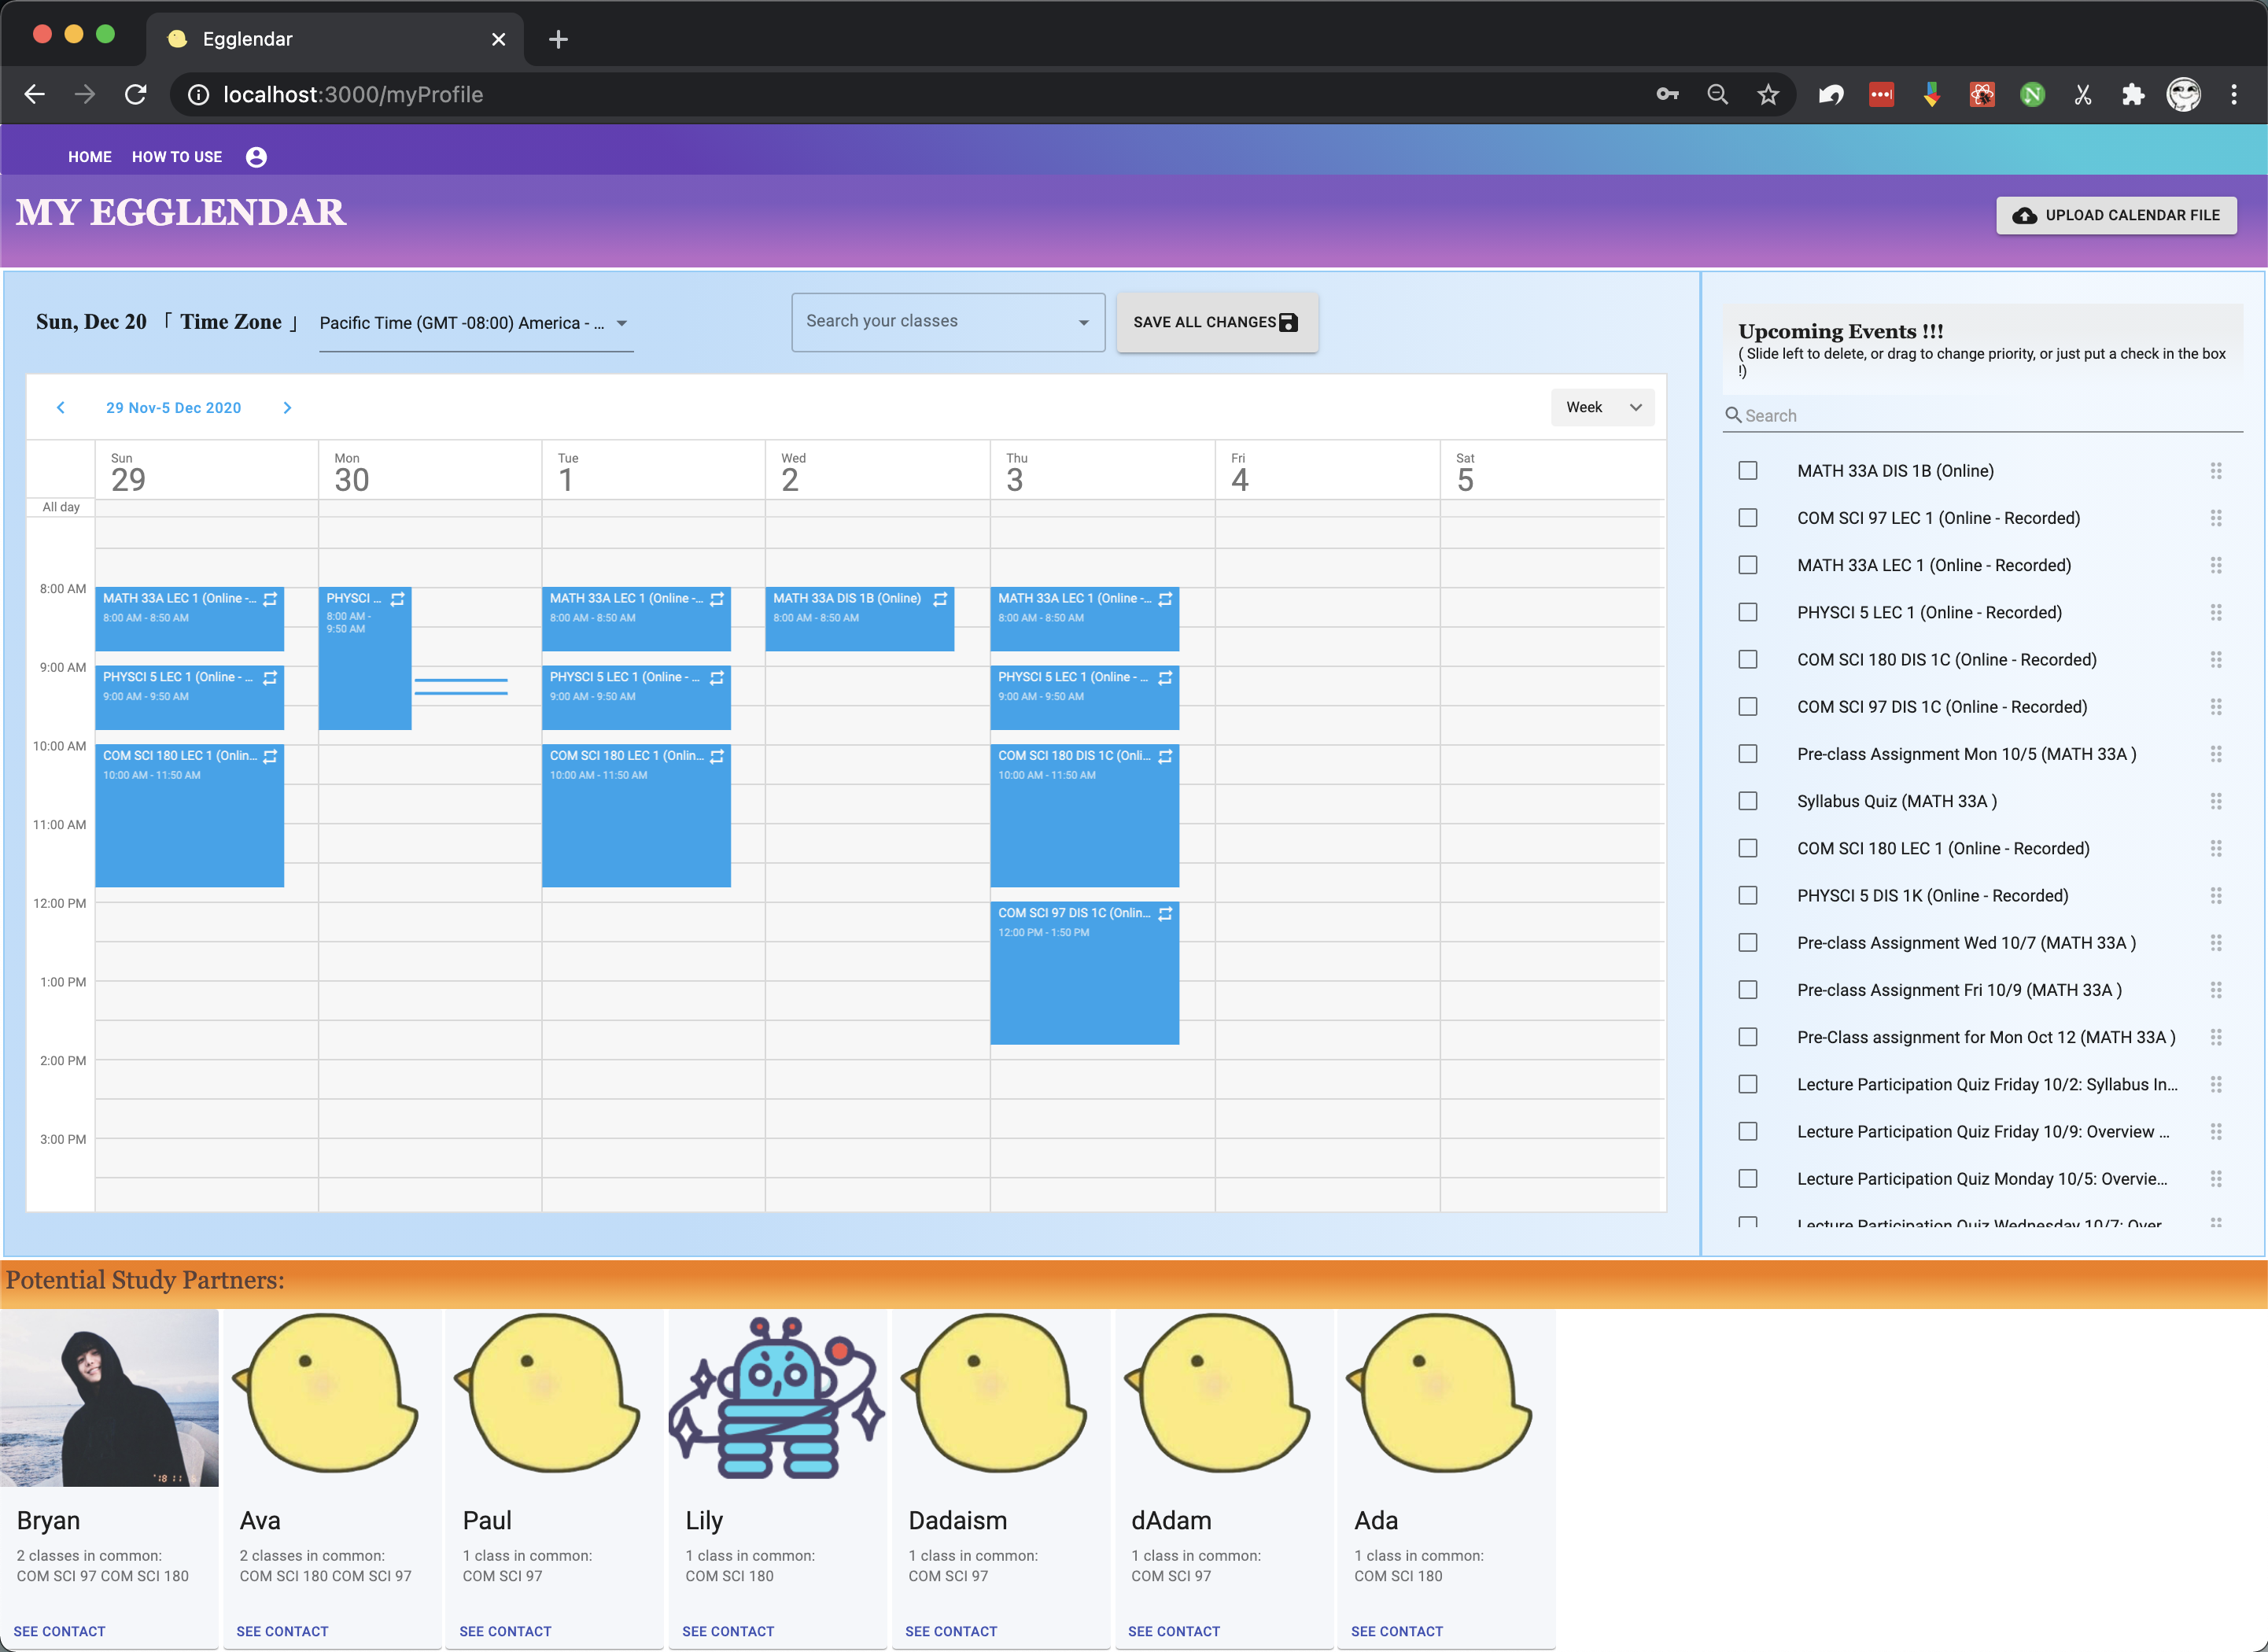 Egglendar
localhost:3000/myProfile
HOME HOW TO USE
MY EGGLENDAR
UPLOAD CALENDAR FILE
Sun, Dec 20 「 Time Zone 」 Pacific Time (GMT -08:00) America - ...
Search your classes
SAVE ALL CHANGES
29 Nov-5 Dec 2020
Week
Sun Mon Tue Wed Thu Fri Sat
29 30 1 2 3 4 5
All day
8:00 AM
9:00 AM
10:00 AM
11:00 AM
12:00 PM
1:00 PM
2:00 PM
3:00 PM
MATH 33A LEC 1 (Online -...
8:00 AM - 8:50 AM
PHYSCI 5 LEC 1 (Online - ...
9:00 AM - 9:50 AM
COM SCI 180 LEC 1 (Onlin...
10:00 AM - 11:50 AM
PHYSCI ...
8:00 AM -
9:50 AM
MATH 33A LEC 1 (Online -...
8:00 AM - 8:50 AM
PHYSCI 5 LEC 1 (Online - ...
9:00 AM - 9:50 AM
COM SCI 180 LEC 1 (Onlin...
10:00 AM - 11:50 AM
MATH 33A DIS 1B (Online)
8:00 AM - 8:50 AM
MATH 33A LEC 1 (Online -...
8:00 AM - 8:50 AM
PHYSCI 5 LEC 1 (Online - ...
9:00 AM - 9:50 AM
COM SCI 180 DIS 1C (Onli...
10:00 AM - 11:50 AM
COM SCI 97 DIS 1C (Onlin...
12:00 PM - 1:50 PM
Upcoming Events !!!
( Slide left to delete, or drag to change priority, or just put a check in the box
!)
Search
MATH 33A DIS 1B (Online)
COM SCI 97 LEC 1 (Online - Recorded)
MATH 33A LEC 1 (Online - Recorded)
PHYSCI 5 LEC 1 (Online - Recorded)
COM SCI 180 DIS 1C (Online - Recorded)
COM SCI 97 DIS 1C (Online - Recorded)
Pre-class Assignment Mon 10/5 (MATH 33A )
Syllabus Quiz (MATH 33A )
COM SCI 180 LEC 1 (Online - Recorded)
PHYSCI 5 DIS 1K (Online - Recorded)
Pre-class Assignment Wed 10/7 (MATH 33A )
Pre-class Assignment Fri 10/9 (MATH 33A )
Pre-Class assignment for Mon Oct 12 (MATH 33A )
Lecture Participation Quiz Friday 10/2: Syllabus In...
Lecture Participation Quiz Friday 10/9: Overview ...
Lecture Participation Quiz Monday 10/5: Overvie...
Lecture Participation Quiz Wednesday 10/7: Over
Potential Study Partners:
'18 11
Bryan
2 classes in common:
COM SCI 97 COM SCI 180
SEE CONTACT
Ava
2 classes in common:
COM SCI 180 COM SCI 97
SEE CONTACT
Paul
1 class in common:
COM SCI 97
SEE CONTACT
Lily
1 class in common:
COM SCI 180
SEE CONTACT
Dadaism
1 class in common:
COM SCI 97
SEE CONTACT
dAdam
1 class in common:
COM SCI 97
SEE CONTACT
Ada
1 class in common:
COM SCI 180
SEE CONTACT